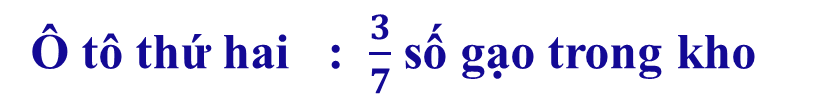 Ô tô thứ hai : 3/7 số gạo trong kho